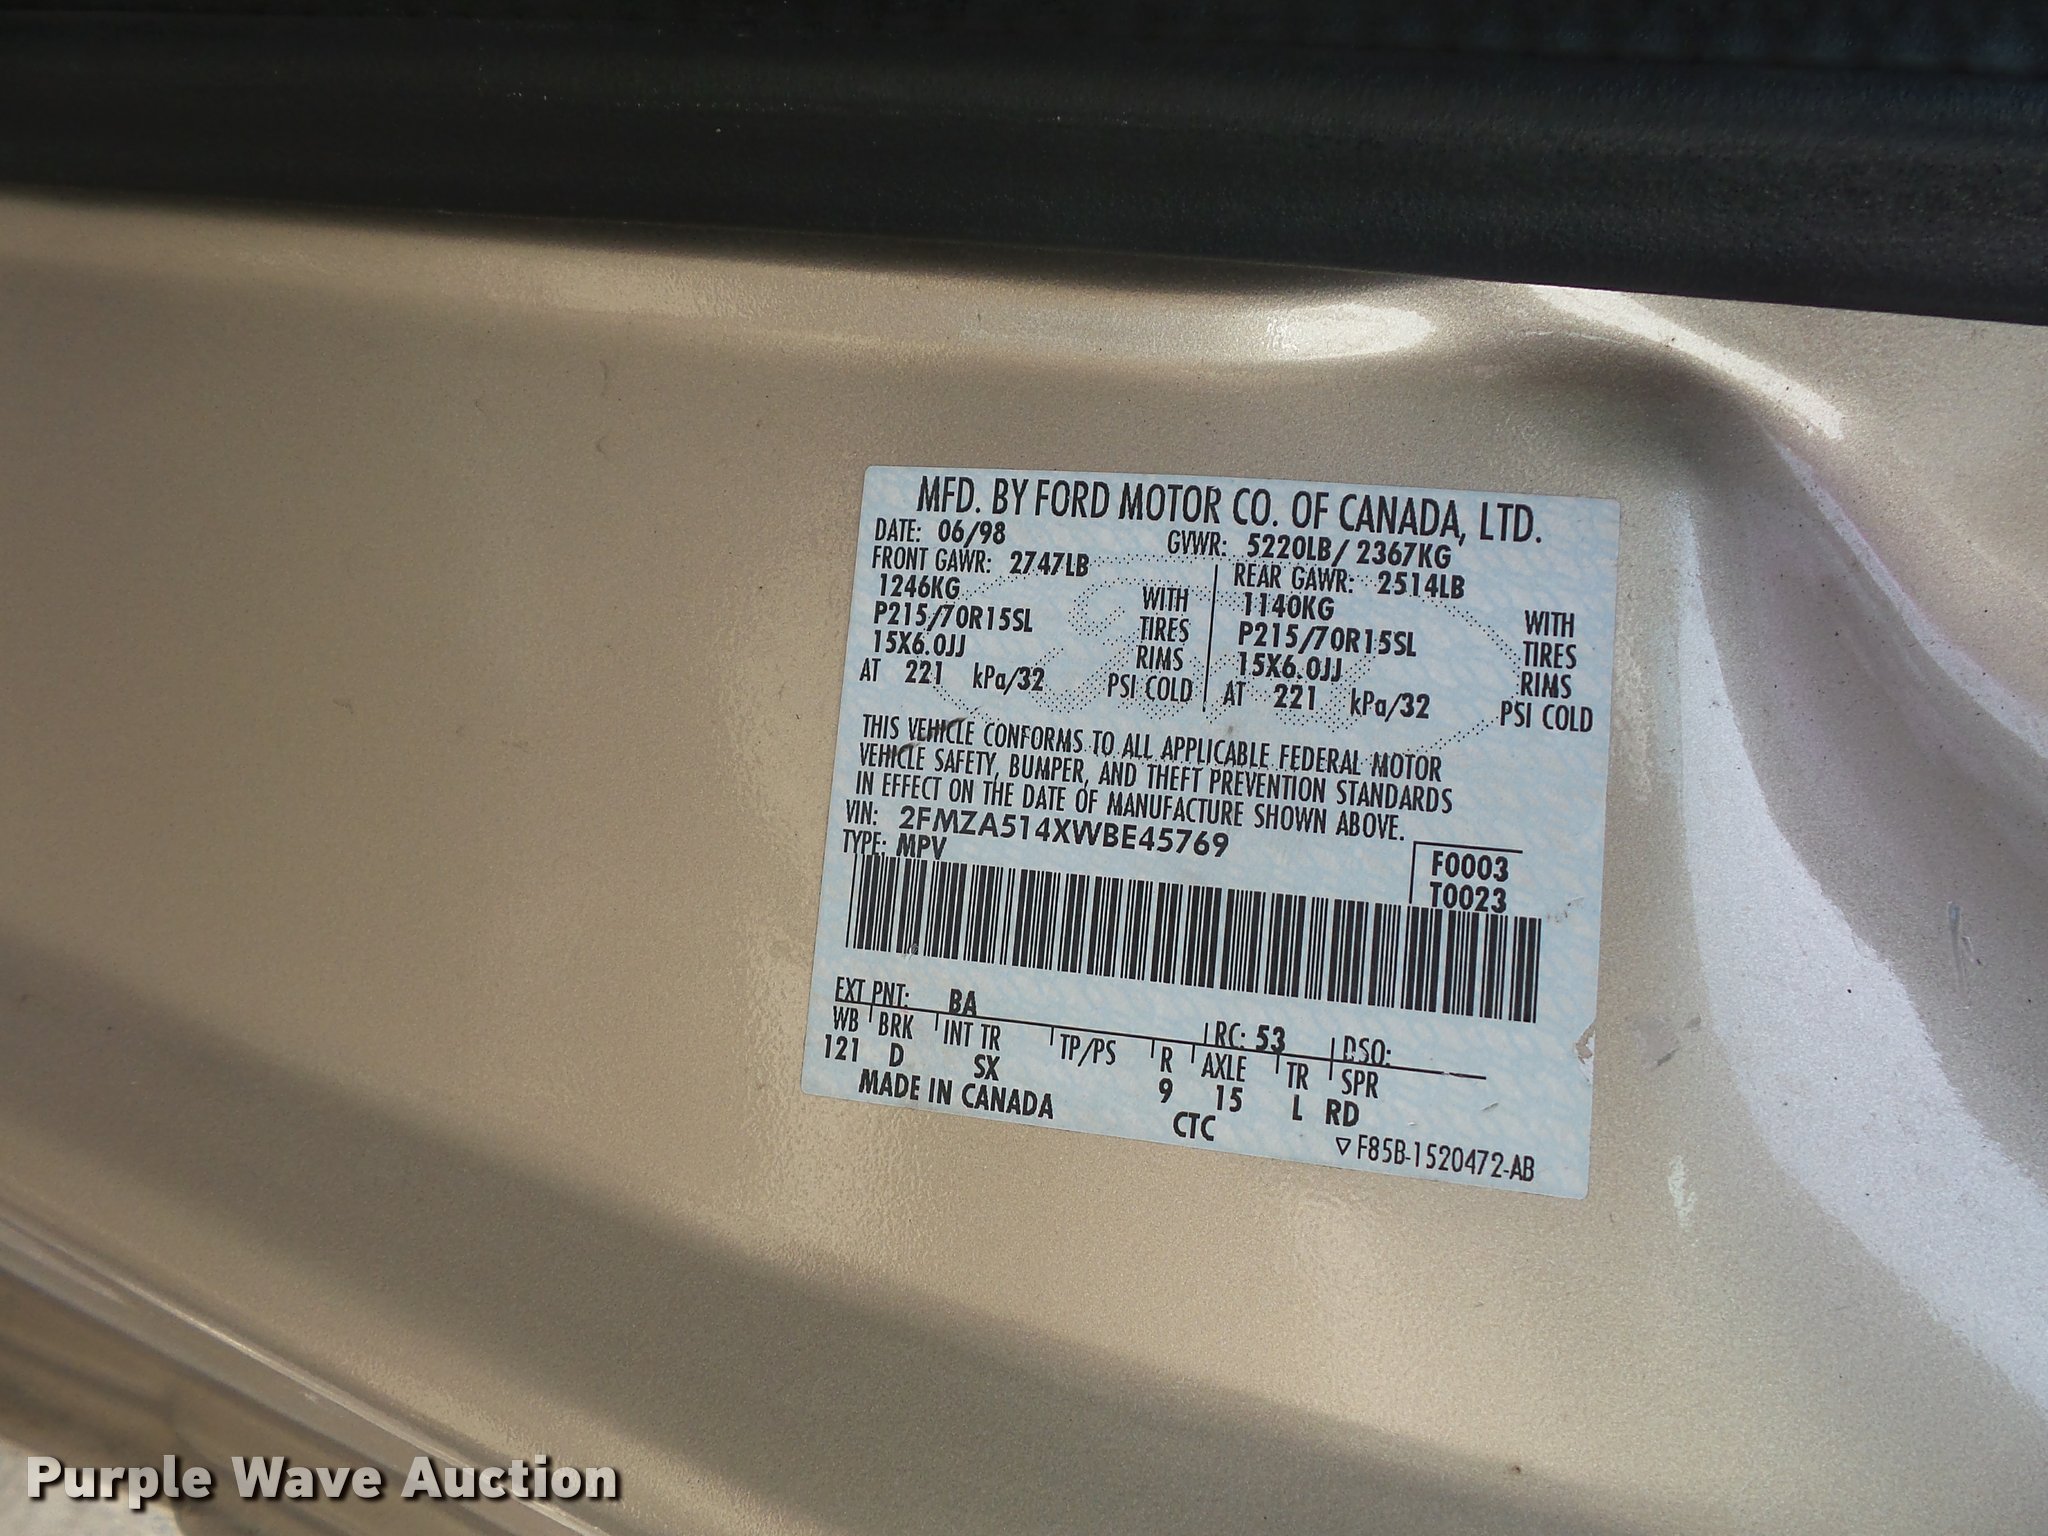 MFD. BY FORD MOTOR CO. OF CANADA, LTD.
DATE: 06/98 GVWR: 5220LB/ 2367KG
FRONT GAWR: 2747LB REAR GAWR: 2514LB
1246KG WITH 1140KG WITH
P215/70R15SL TIRES P215/70R15SL TIRES
15X6.0JJ RIMS 15X6.0JJ RIMS
AT 221 kPa/32 PSI COLD AT 221 kPa/32 PSI COLD
THIS VEHICLE CONFORMS TO ALL APPLICABLE FEDERAL MOTOR
VEHICLE SAFETY, BUMPER, AND THEFT PREVENTION STANDARDS
IN EFFECT ON THE DATE OF MANUFACTURE SHOWN ABOVE.
VIN: 2FMZA514XWBE45769
TYPE: MPV F0003
T0023
EXT PNT: BA RC: 53 DSO:
WB BRK INT TR TP/PS R AXLE TR SPR
121 D SX 9 15 L RD
MADE IN CANADA CTC
▽F85B-1520472-AB
Purple Wave Auction